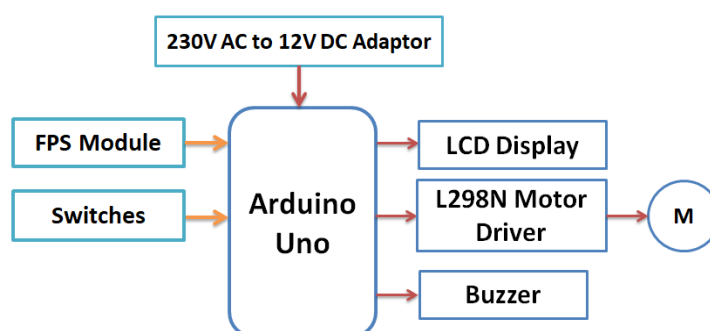 230V AC to 12V DC Adaptor
FPS Module
Switches
Arduino
Uno
LCD Display
L298N Motor
Driver
M
Buzzer